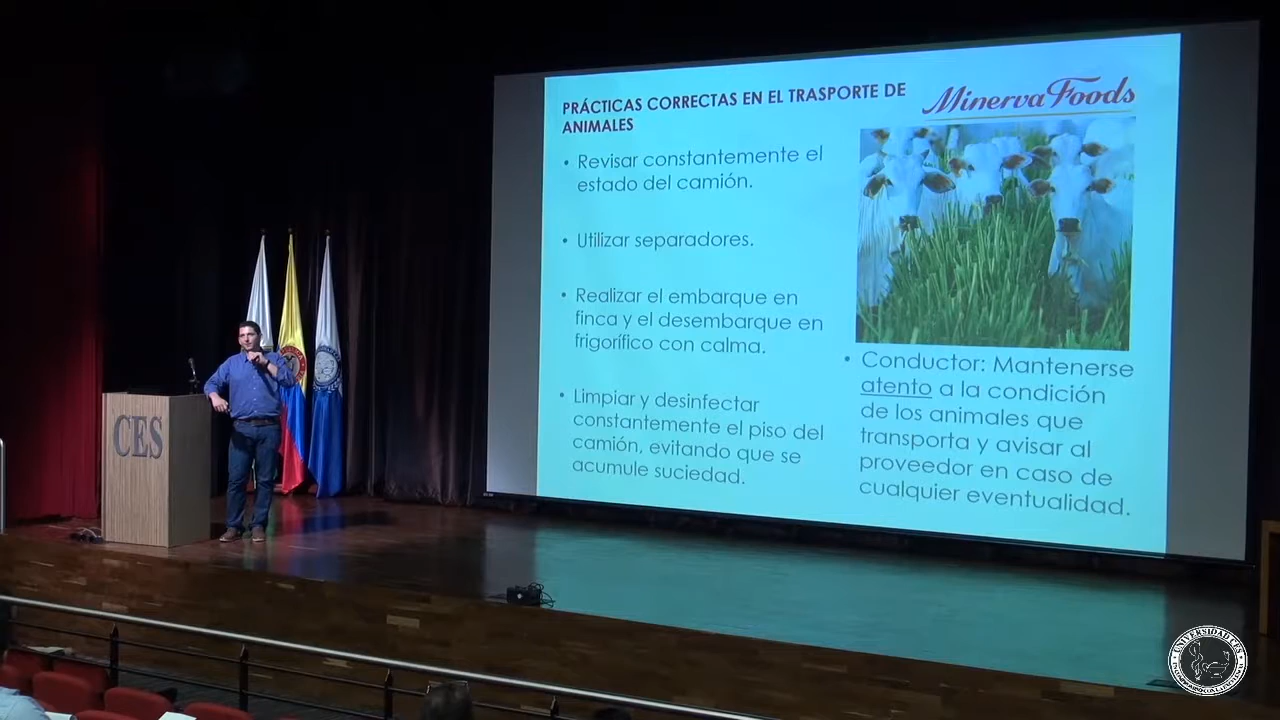 PRÁCTICAS CORRECTAS EN EL TRASPORTE DE
ANIMALES
MinervaFoods
• Revisar constantemente el
estado del camión.
• Utilizar separadores.
• Realizar el embarque en
finca y el desembarque en
frigorífico con calma.
• Limpiar y desinfectar
constantemente el piso del
camión, evitando que se
acumule suciedad.
• Conductor: Mantenerse
atento a la condición
de los animales que
transporta y avisar al
proveedor en caso de
cualquier eventualidad.
CES
UNIVERSIDAD CES